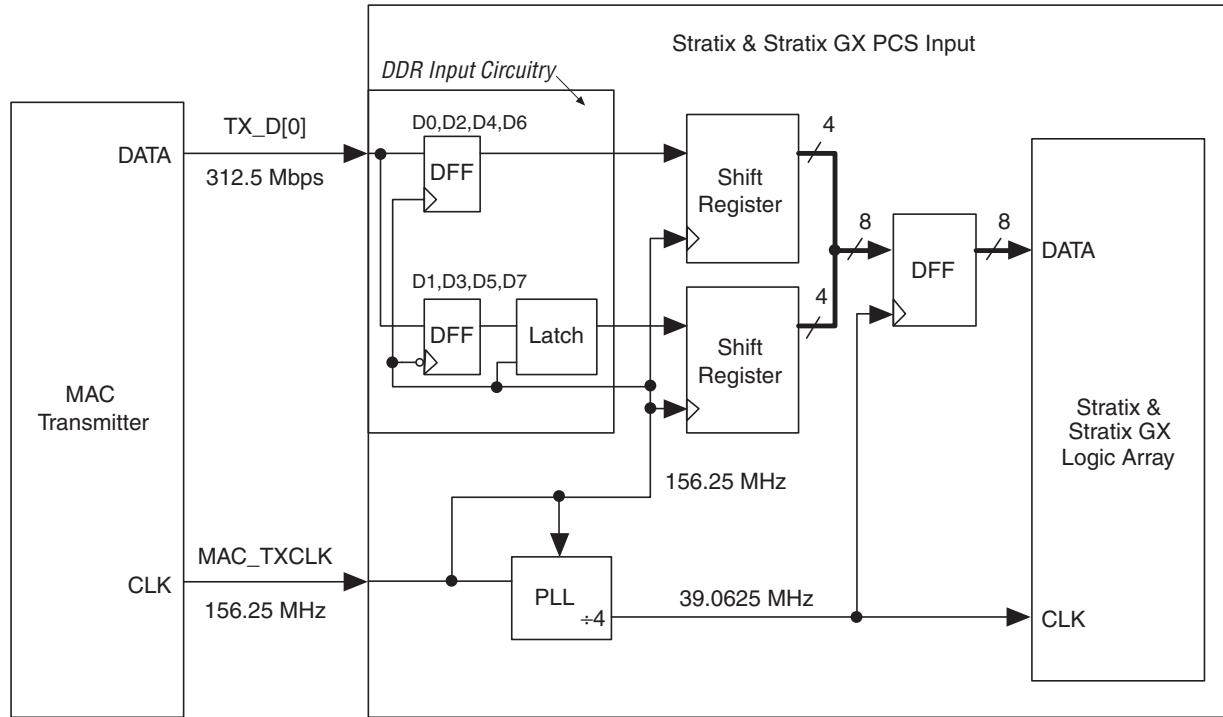 Stratix & Stratix GX PCS Input
DDR Input Circuitry
TX_D[0]
D0,D2,D4,D6
4
DATA
DFF
312.5 Mbps
Shift
Register
8
8
DFF
DATA
D1,D3,D5,D7
4
DFF
Latch
Shift
Register
MAC
Transmitter
Stratix &
Stratix GX
Logic Array
156.25 MHz
MAC_TXCLK
CLK
PLL
÷4
39.0625 MHz
156.25 MHz
CLK